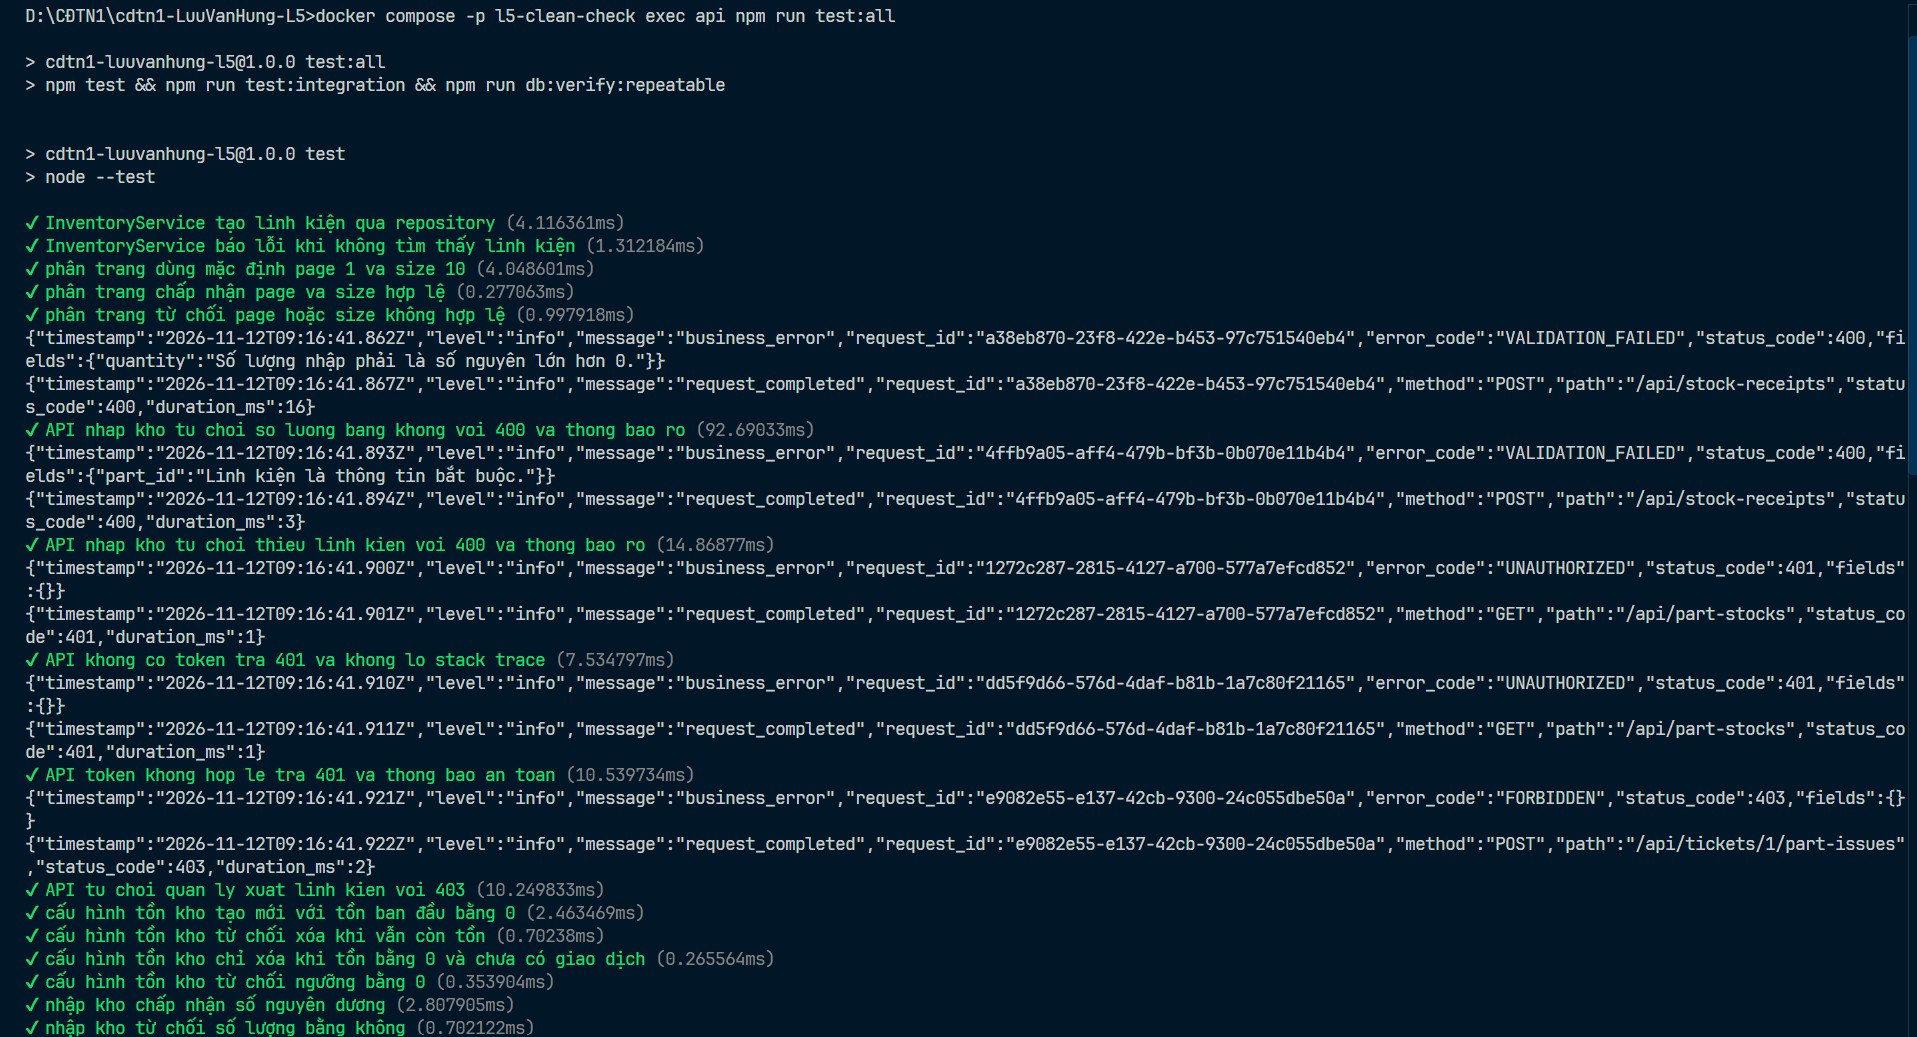 D:\CĐTN1\cdtn1-LuuVanHung-L5>docker compose -p l5-clean-check exec api npm run test:all
> cdtn1-luuvanhung-l5@1.0.0 test:all
> npm test && npm run test:integration && npm run db:verify:repeatable
> cdtn1-luuvanhung-l5@1.0.0 test
> node --test
✓ InventoryService tạo linh kiện qua repository (4.116361ms)
✓ InventoryService báo lỗi khi không tìm thấy linh kiện (1.312184ms)
✓ phân trang dùng mặc định page 1 va size 10 (4.048601ms)
✓ phân trang chấp nhận page va size hợp lệ (0.277063ms)
✓ phân trang từ chối page hoặc size không hợp lệ (0.997918ms)
{"timestamp":"2026-11-12T09:16:41.862Z","level":"info","message":"business_error","request_id":"a38eb870-23f8-422e-b453-97c751540eb4","error_code":"VALIDATION_FAILED","status_code":400,"fi
elds":{"quantity":"Số lượng nhập phải là số nguyên lớn hơn 0."}}
{"timestamp":"2026-11-12T09:16:41.867Z","level":"info","message":"request_completed","request_id":"a38eb870-23f8-422e-b453-97c751540eb4","method":"POST","path":"/api/stock-receipts","statu
s_code":400,"duration_ms":16}
✓ API nhap kho tu choi so luong bang khong voi 400 va thong bao ro (92.69033ms)
{"timestamp":"2026-11-12T09:16:41.893Z","level":"info","message":"business_error","request_id":"4ffb9a05-aff4-479b-bf3b-0b070e11b4b4","error_code":"VALIDATION_FAILED","status_code":400,"fi
elds":{"part_id":"Linh kiện là thông tin bắt buộc."}}
{"timestamp":"2026-11-12T09:16:41.894Z","level":"info","message":"request_completed","request_id":"4ffb9a05-aff4-479b-bf3b-0b070e11b4b4","method":"POST","path":"/api/stock-receipts","statu
s_code":400,"duration_ms":3}
✓ API nhap kho tu choi thieu linh kien voi 400 va thong bao ro (14.86877ms)
{"timestamp":"2026-11-12T09:16:41.900Z","level":"info","message":"business_error","request_id":"1272c287-2815-4127-a700-577a7efcd852","error_code":"UNAUTHORIZED","status_code":401,"fields"
:{}}
{"timestamp":"2026-11-12T09:16:41.901Z","level":"info","message":"request_completed","request_id":"1272c287-2815-4127-a700-577a7efcd852","method":"GET","path":"/api/part-stocks","status_co
de":401,"duration_ms":1}
✓ API khong co token tra 401 va khong lo stack trace (7.534797ms)
{"timestamp":"2026-11-12T09:16:41.910Z","level":"info","message":"business_error","request_id":"dd5f9d66-576d-4daf-b81b-1a7c80f21165","error_code":"UNAUTHORIZED","status_code":401,"fields"
:{}}
{"timestamp":"2026-11-12T09:16:41.911Z","level":"info","message":"request_completed","request_id":"dd5f9d66-576d-4daf-b81b-1a7c80f21165","method":"GET","path":"/api/part-stocks","status_co
de":401,"duration_ms":1}
✓ API token khong hop le tra 401 va thong bao an toan (10.539734ms)
{"timestamp":"2026-11-12T09:16:41.921Z","level":"info","message":"business_error","request_id":"e9082e55-e137-42cb-9300-24c055dbe50a","error_code":"FORBIDDEN","status_code":403,"fields":{}
}
{"timestamp":"2026-11-12T09:16:41.922Z","level":"info","message":"request_completed","request_id":"e9082e55-e137-42cb-9300-24c055dbe50a","method":"POST","path":"/api/tickets/1/part-issues"
,"status_code":403,"duration_ms":2}
✓ API tu choi quan ly xuat linh kien voi 403 (10.249833ms)
✓ cấu hình tồn kho tạo mới với tồn ban đầu bằng 0 (2.463469ms)
✓ cấu hình tồn kho từ chối xóa khi vẫn còn tồn (0.70238ms)
✓ cấu hình tồn kho chỉ xóa khi tồn bằng 0 và chưa có giao dịch (0.265564ms)
✓ cấu hình tồn kho từ chối ngưỡng bằng 0 (0.353904ms)
✓ nhập kho chấp nhận số nguyên dương (2.807905ms)
✓ nhập kho từ chối số lượng bằng không (0.702122ms)